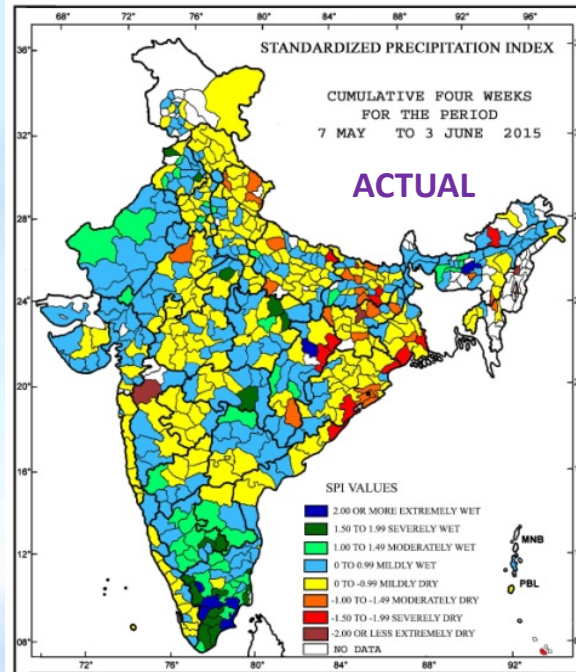 68° 72° 76° 80° 84° 88° 92° 96°
36°
STANDARDIZED PRECIPITATION INDEX
CUMULATIVE FOUR WEEKS
FOR THE PERIOD
7 MAY TO 3 JUNE 2015
32°
ACTUAL
28°
24°
20°
16°
SPI VALUES
2.00 OR MORE EXTREMELY WET
1.50 TO 1.99 SEVERELY WET
1.00 TO 1.49 MODERATELY WET
0 TO 0.99 MILDLY WET
0 TO -0.99 MILDLY DRY
-1.00 TO -1.49 MODERATELY DRY
-1.50 TO -1.99 SEVERELY DRY
-2.00 OR LESS EXTREMELY DRY
NO DATA
MNB
12°
PBL
08°
72° 76° 80° 84° 92°